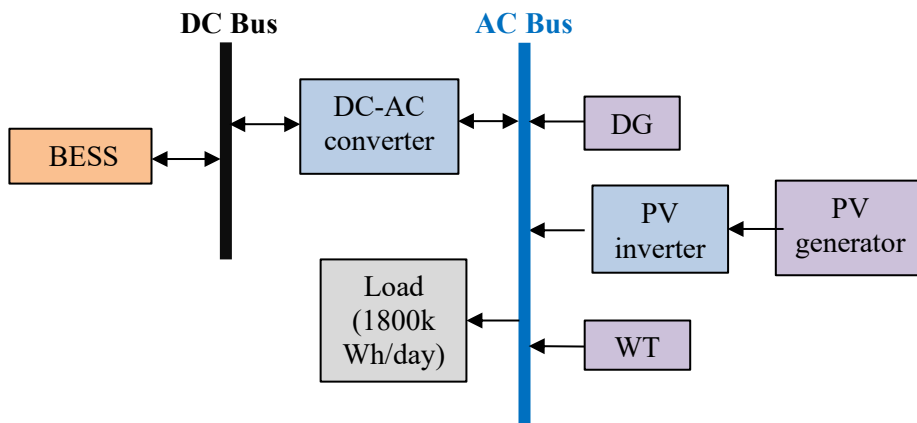 DC Bus
AC Bus
BESS
DC-AC
converter
DG
PV
inverter
PV
generator
Load
(1800k
Wh/day)
WT